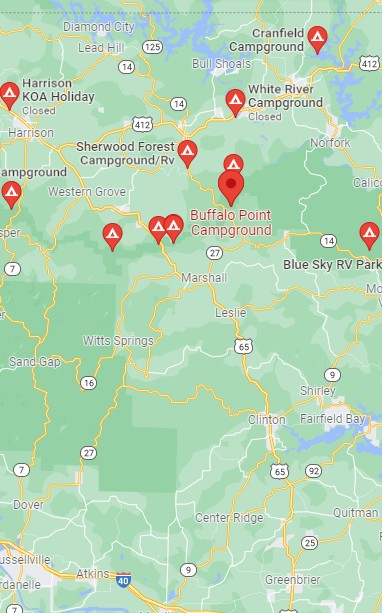 Diamond City
Cranfield
Campground
Lead Hill
125
14
Bull Shoals
412
Harrison
KOA Holiday
Closed
White River
Campground
Closed
14
Harrison
412
Norfork
Sherwood Forest
Campground/Rv
ampground
Western Grove
Calico
Buffalo Point
Campground
sper
14
27
Blue Sky RV Park
7
Marshall
Mo
Leslie
Witts Springs
65
Sand Gap
16
9
Shirley
Clinton
Fairfield Bay
27
7
65
92
Dover
Center Ridge
Quitman
25
ussellville
Atkins
40
9
Greenbrier
rdanelle